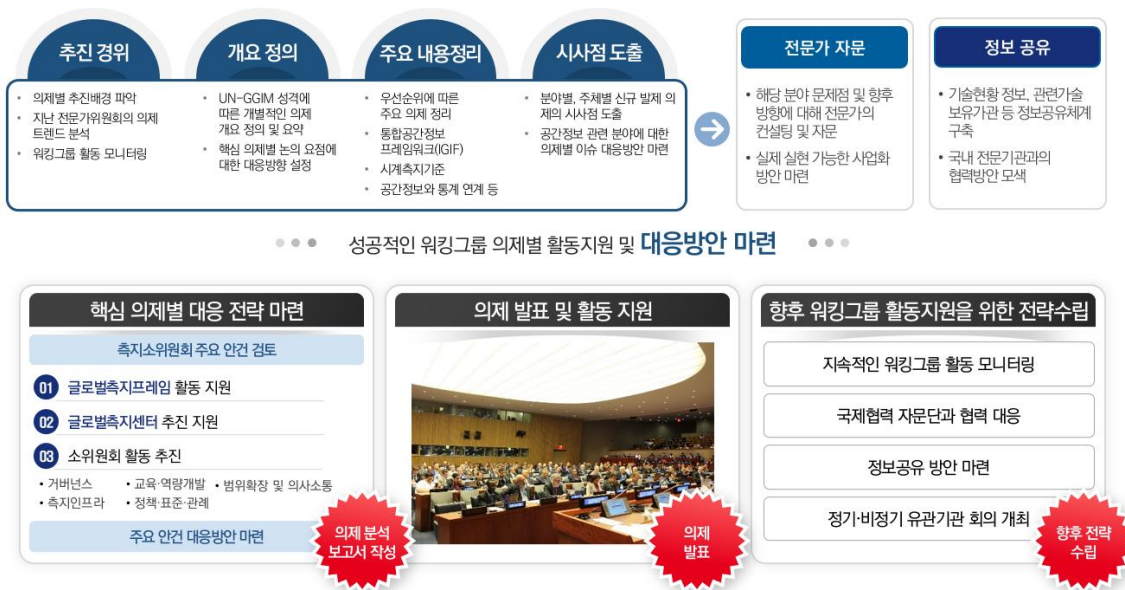 추진 경위
개요 정의
주요 내용정리
시사점 도출
전문가 자문
정보 공유
• 의제별 추진배경 파악
• 지난 전문가위원회의 의제
트렌드 분석
• 워킹그룹 활동 모니터링
• UN-GGIM 성격에
따른 개별적인 의제
개요 정의 및 요약
• 핵심 의제별 논의 요점에
대한 대응방향 설정
• 우선순위에 따른
주요 의제 정리
• 통합공간정보
프레임워크(IGIF)
• 시계측지기준
• 공간정보와 통계 연계 등
• 분야별, 주체별 신규 발제 의
제의 시사점 도출
• 공간정보 관련 분야에 대한
의제별 이슈 대응방안 마련
• 해당 분야 문제점 및 향후
방향에 대해 전문가의
컨설팅 및 자문
• 실제 실현 가능한 사업화
방안 마련
• 기술현황 정보, 관련가술
보유가관 등 정보공유체계
구축
• 국내 전문기관과의
협력방안 모색
성공적인 워킹그룹 의제별 활동지원 및 대응방안 마련
핵심 의제별 대응 전략 마련
측지소위원회 주요 안건 검토
01 글로벌측지프레임 활동 지원
02 글로벌측지센터 추진 지원
03 소위원회 활동 추진
• 거버넌스 • 교육·역량개발 • 범위확장 및 의사소통
• 측지인프라 • 정책·표준·관례
주요 안건 대응방안 마련
의제 분석
보고서 작성
의제 발표 및 활동 지원
의제
발표
향후 워킹그룹 활동지원을 위한 전략수립
지속적인 워킹그룹 활동 모니터링
국제협력 자문단과 협력 대응
정보공유 방안 마련
정기·비정기 유관기관 회의 개최
향후 전략
수립